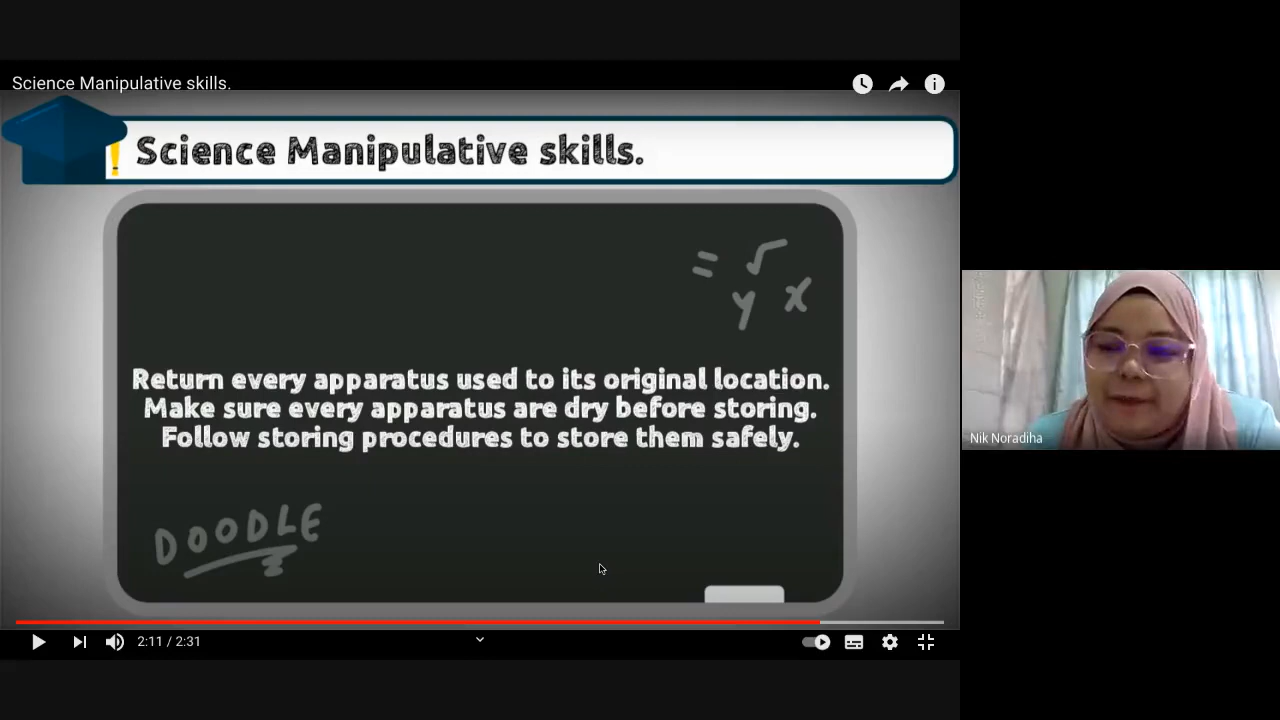 Science Manipulative skills.
Science Manipulative skills.
= √
y x
Return every apparatus used to its original location.
Make sure every apparatus are dry before storing.
Follow storing procedures to store them safely.
DOODLE
Nik Noradiha
2:11 / 2:31